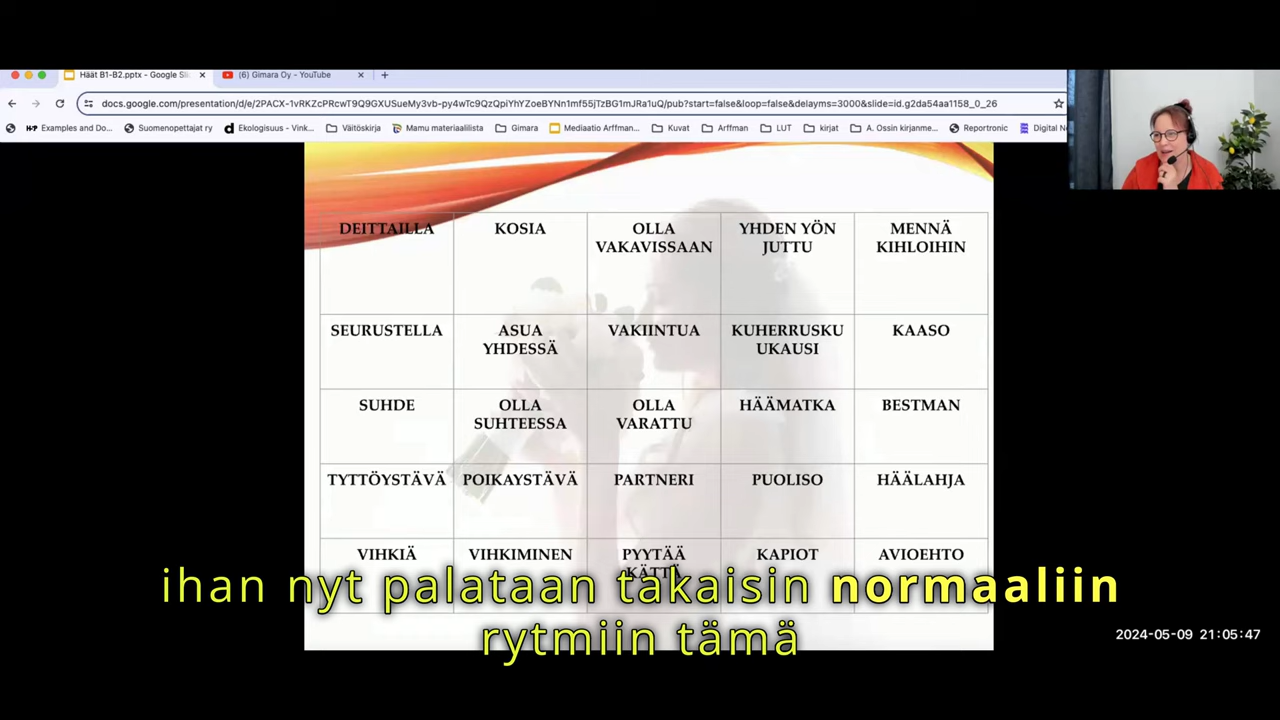 Häät B1-B2.pptx - Google Sli
(6) Gimara Oy - YouTube
docs.google.com/presentation/d/e/2PACX-1vRKZcPRcwT9Q9GXUSueMy3vb-py4wTc9QzQpiYhYZoeBYNn1mf55jTzBG1mJRa1uQ/pub?start=false&loop=false&delayms=3000&slide=id.g2da54aa1158_0_26
Examples and Do...
Suomenopettajat ry
Ekologisuus - Vink...
Väitöskirja
Mamu materiaalilista
Gimara
Mediaatio Arffman...
Kuvat
Arffman
LUT
kirjat
A. Ossin kirjanme...
Reportronic
Digital Ne
DEITTAILLA
KOSIA
OLLA
VAKAVISSAAN
YHDEN YÖN
JUTTU
MENNÄ
KIHLOIHIN
SEURUSTELLA
ASUA
YHDESSÄ
VAKIINTUA
KUHERRUSKU
UKAUSI
KAASO
SUHDE
OLLA
SUHTEESSA
OLLA
VARATTU
HÄÄMATKA
BESTMAN
TYTTÖYSTÄVÄ
POIKAYSTÄVÄ
PARTNERI
PUOLISO
HÄÄLAHJA
VIHKIÄ
VIHKIMINEN
PYYTÄÄ
KÄTTÄ
KAPIOT
AVIOEHTO
ihan nyt palataan takaisin normaaliin
rytmiin tämä
2024-05-09 21:05:47